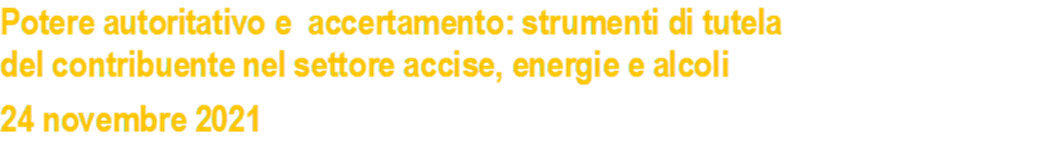 Potere autoritativo e  accertamento: strumenti di tutela
del contribuente nel settore accise, energie e alcoli
24 novembre 2021